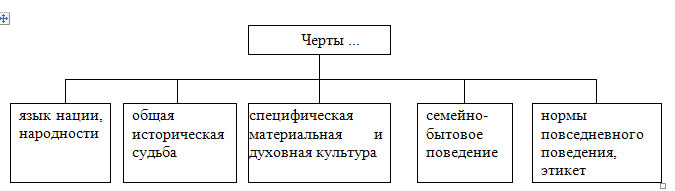 Черты ...
язык нации,
народности
общая
историческая
судьба
специфическая
материальная и
духовная культура
семейно-
бытовое
поведение
нормы
повседневного
поведения,
этикет